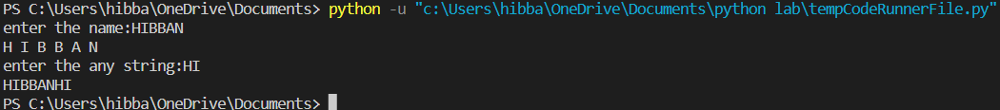 PS C:\Users\hibba\OneDrive\Documents> python -u "c:\Users\hibba\OneDrive\Documents\python lab\tempCodeRunnerFile.py"
enter the name:HIBBAN
H I B B A N
enter the any string:HI
HIBBANHI
PS C:\Users\hibba\OneDrive\Documents>